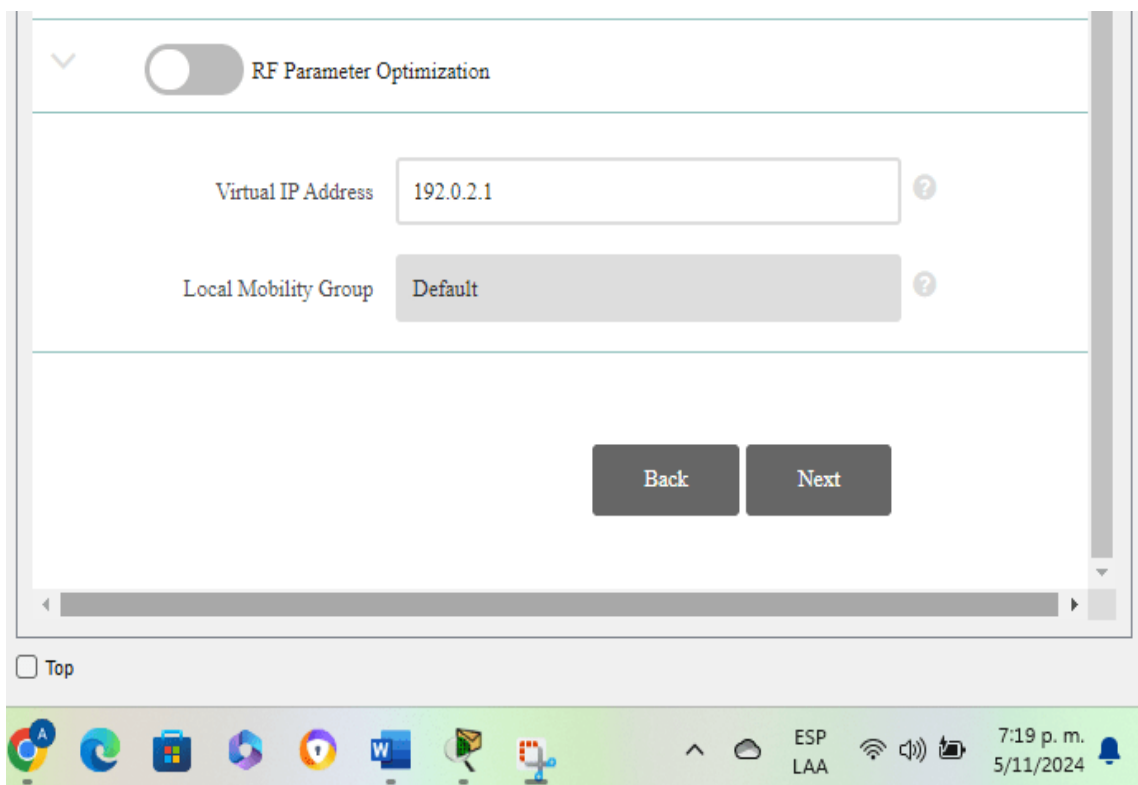 RF Parameter Optimization
Virtual IP Address 192.0.2.1
Local Mobility Group Default
Back Next
Top
A
W
ESP
LAA
7:19 p. m.
5/11/2024